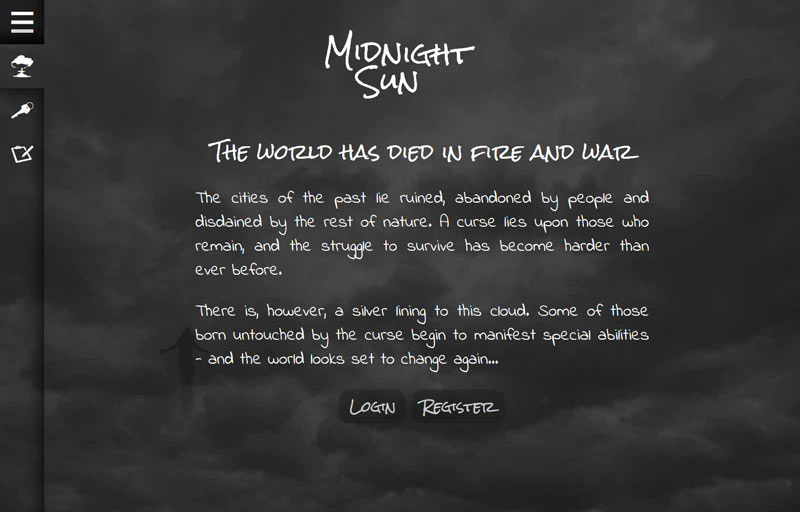 Midnight
Sun
The world has died in fire and war
The cities of the past lie ruined, abandoned by people and
disdained by the rest of nature. A curse lies upon those who
remain, and the struggle to survive has become harder than
ever before.
There is, however, a silver lining to this cloud. Some of those
born untouched by the curse begin to manifest special abilities
- and the world looks set to change again...
Login
Register